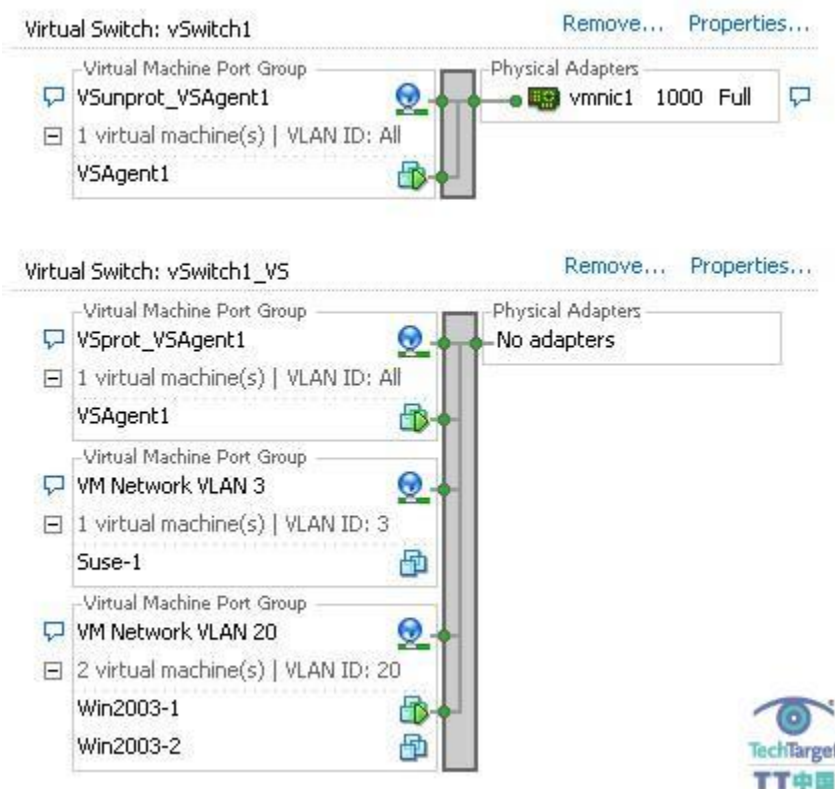 Virtual Switch: vSwitch1 Remove... Properties...
Virtual Machine Port Group Physical Adapters
VSunprot_VSAgent1 vmnic1 1000 Full
1 virtual machine(s) | VLAN ID: All
VSAgent1
Virtual Switch: vSwitch1_VS Remove... Properties...
Virtual Machine Port Group Physical Adapters
VSprot_VSAgent1 No adapters
1 virtual machine(s) | VLAN ID: All
VSAgent1
Virtual Machine Port Group
VM Network VLAN 3
1 virtual machine(s) | VLAN ID: 3
Suse-1
Virtual Machine Port Group
VM Network VLAN 20
2 virtual machine(s) | VLAN ID: 20
Win2003-1
Win2003-2
TechTarget
TT中国